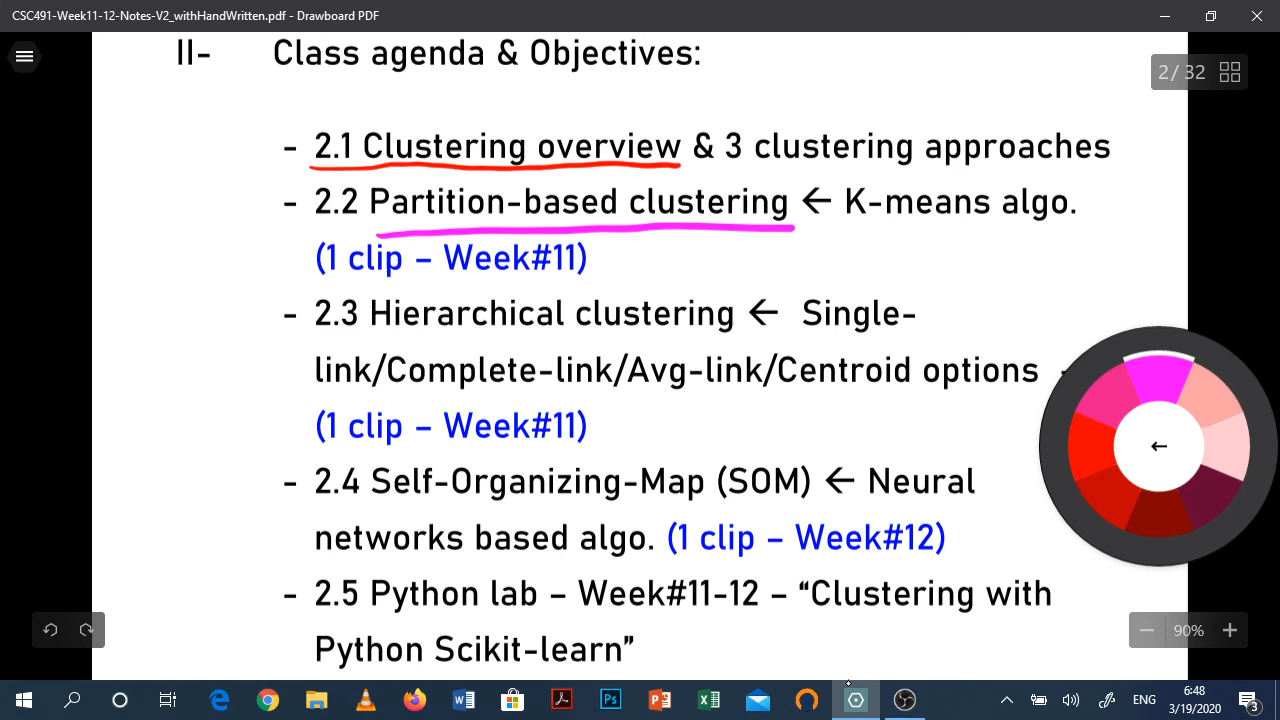 CSC491-Week11-12-Notes-V2_withHandWritten.pdf - Drawboard PDF
II- Class agenda & Objectives:
2 / 32
- 2.1 Clustering overview & 3 clustering approaches
- 2.2 Partition-based clustering ← K-means algo.
(1 clip – Week#11)
- 2.3 Hierarchical clustering ← Single-
link/Complete-link/Avg-link/Centroid options -
(1 clip – Week#11)
- 2.4 Self-Organizing-Map (SOM) ← Neural
networks based algo. (1 clip – Week#12)
- 2.5 Python lab – Week#11-12 – “Clustering with
Python Scikit-learn”
90%
ENG
6:48
3/19/2020
3